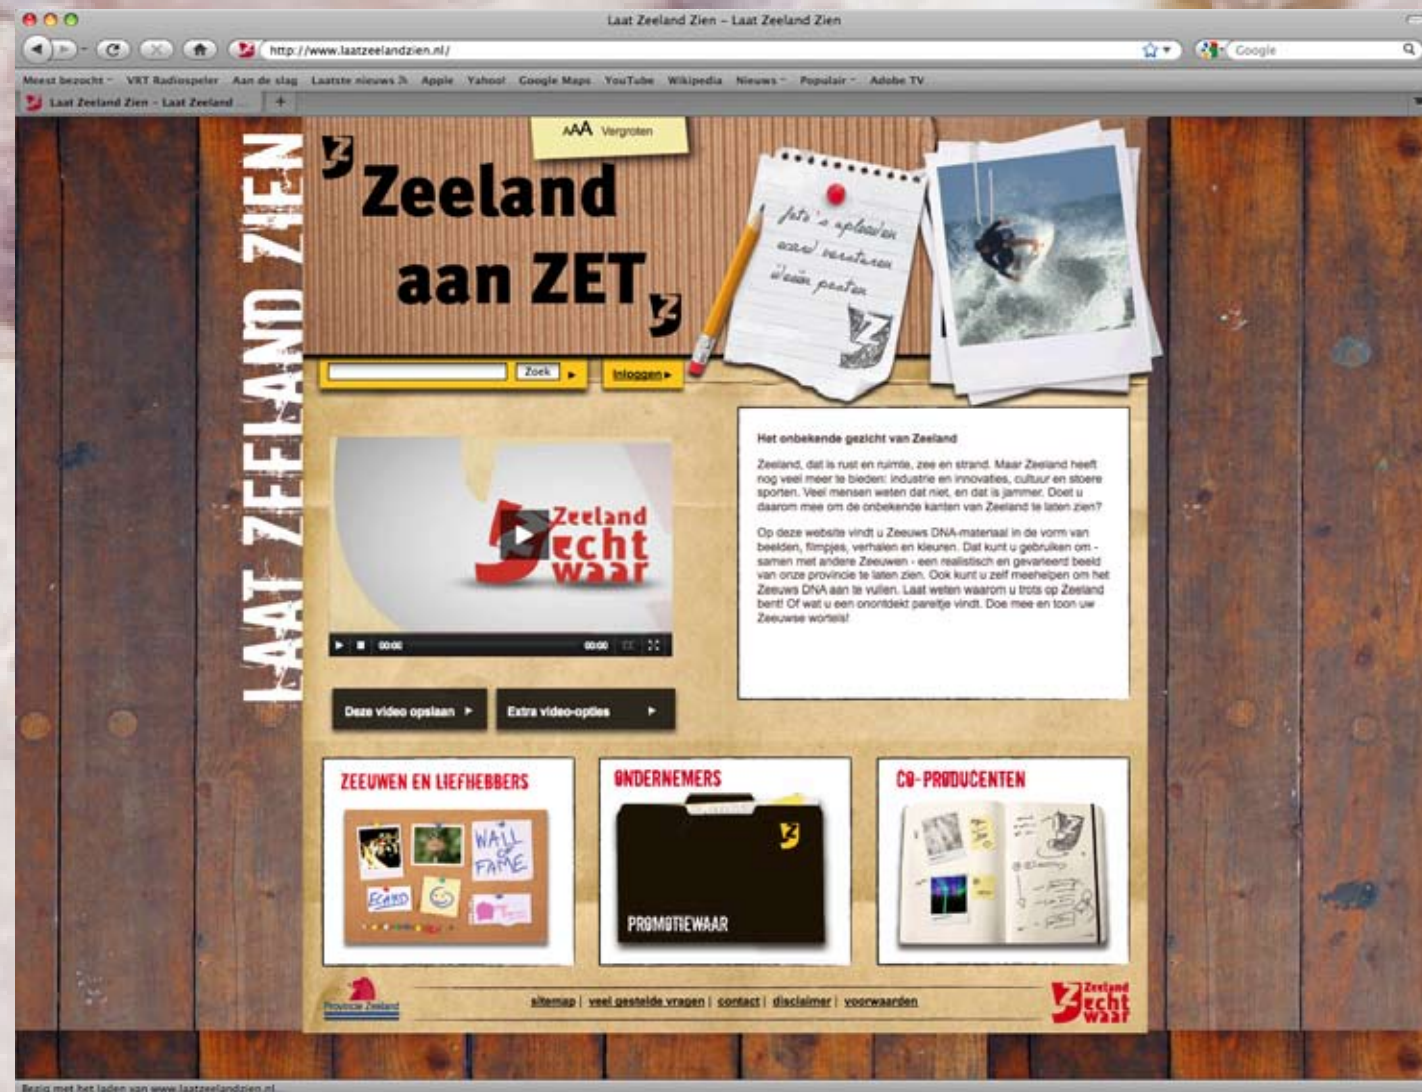 Laat Zeeland Zien – Laat Zeeland Zien
http://www.laatzeelandzien.nl/
Google
Meest bezocht VRT Radiospeler Aan de slag Laatste nieuws Apple Yahoo! Google Maps YouTube Wikipedia Nieuws Populair Adobe TV
Laat Zeeland Zien – Laat Zeeland ...
LAAT ZEELAND ZIEN
AAA Vergroten
Zeeland
aan ZET
foto's uploaden
ecard versturen
ideeën posten
Zoek
Inloggen
Zeeland
echt
waar
00:00 00:00
Deze video opslaan
Extra video-opties
Het onbekende gezicht van Zeeland
Zeeland, dat is rust en ruimte, zee en strand. Maar Zeeland heeft
nog veel meer te bieden: industrie en innovaties, cultuur en stoere
sporten. Veel mensen weten dat niet, en dat is jammer. Doet u
daarom mee om de onbekende kanten van Zeeland te laten zien?
Op deze website vindt u Zeeuws DNA-materiaal in de vorm van
beelden, filmpjes, verhalen en kleuren. Dat kunt u gebruiken om -
samen met andere Zeeuwen - een realistisch en gevarieerd beeld
van onze provincie te laten zien. Ook kunt u zelf meehelpen om het
Zeeuws DNA aan te vullen. Laat weten waarom u trots op Zeeland
bent! Of wat u een onontdekt pareltje vindt. Doe mee en toon uw
Zeeuwse wortels!
ZEEUWEN EN LIEFHEBBERS
WALL
OF
FAME
ECARD
ONDERNEMERS
PROMOTIEWAAR
CO-PRODUCENTEN
Provincie Zeeland
sitemap | veel gestelde vragen | contact | disclaimer | voorwaarden
Zeeland
echt
waar
Bezig met het laden van www.laatzeelandzien.nl...